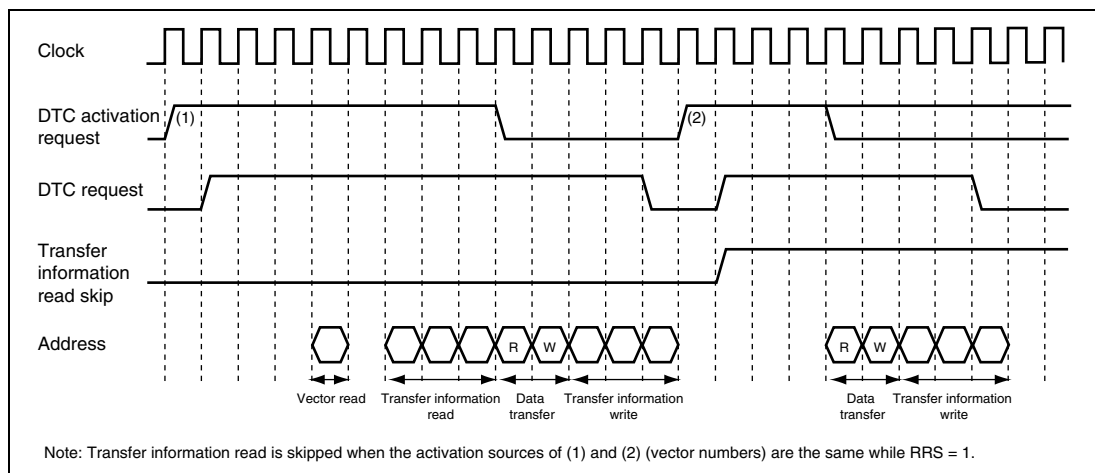 Clock
DTC activation
request
(1)
(2)
DTC request
Transfer
information
read skip
Address
R
W
R
W
Vector read
Transfer information
read
Data
transfer
Transfer information
write
Data
transfer
Transfer information
write
Note: Transfer information read is skipped when the activation sources of (1) and (2) (vector numbers) are the same while RRS = 1.